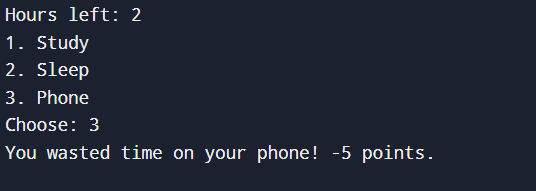 Hours left: 2
1. Study
2. Sleep
3. Phone
Choose: 3
You wasted time on your phone! -5 points.